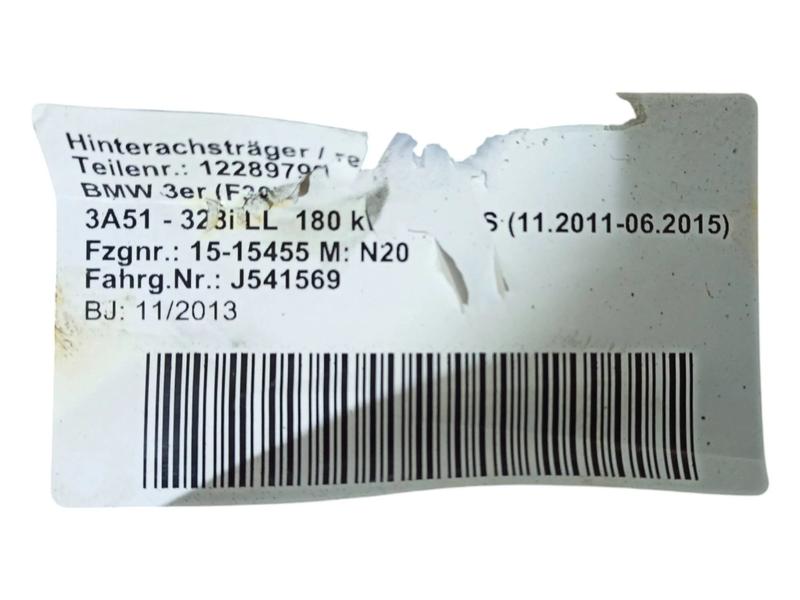 Hinterachsträger /
Teilenr.:
BMW 3er
3A51 - 328i LL 180 (11.2011-06.2015)
Fzgnr.: 15-15455 M: N20
Fahrg.Nr.: J541569
BJ: 11/2013